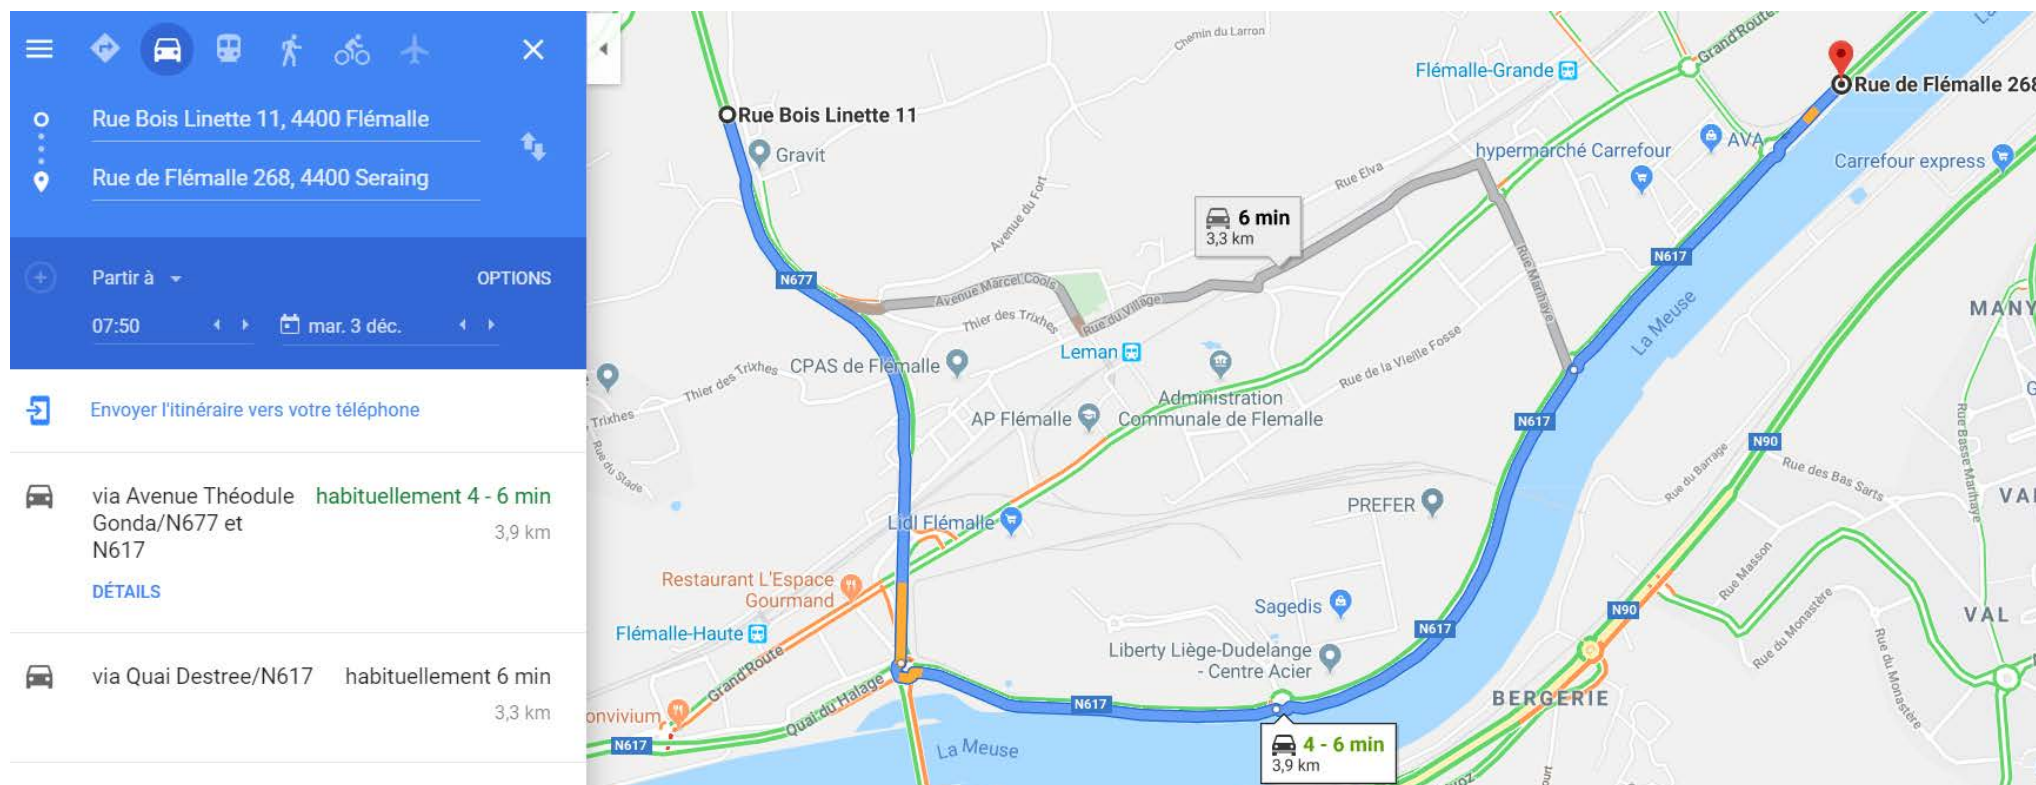 Rue Bois Linette 11, 4400 Flémalle
Rue de Flémalle 268, 4400 Seraing
Partir à
OPTIONS
07:50
mar. 3 déc.
Envoyer l'itinéraire vers votre téléphone
via Avenue Théodule
Gonda/N677 et
N617
habituellement 4 - 6 min
3,9 km
DÉTAILS
via Quai Destree/N617
habituellement 6 min
3,3 km
Chemin du Larron
Grand'Route
Flémalle-Grande
Rue de Flémalle 268
Rue Bois Linette 11
Gravit
AVA
hypermarché Carrefour
Carrefour express
Rue Elva
Avenue du Fort
6 min
3,3 km
N677
N617
Rue Marihaye
Avenue Marcel Cools
Rue du Village
Thier des Trixhes
La Meuse
MANY
Leman
CPAS de Flémalle
Thier des Trixhes
Rue de la Vieille Fosse
Trixhes
AP Flémalle
Administration
Communale de Flemalle
N617
N90
Rue du Barrage
Rue des Bas Sarts
Rue Basse Marihaye
Rue du Stade
PREFER
Lidl Flémalle
Restaurant L'Espace
Gourmand
Sagedis
Rue Masson
N90
Rue du Monastère
VAL
Flémalle-Haute
N617
Liberty Liège-Dudelange
- Centre Acier
Rue du Monastère
Grand'Route
Quai du Halage
N617
BERGERIE
onvivium
N617
La Meuse
4 - 6 min
3,9 km